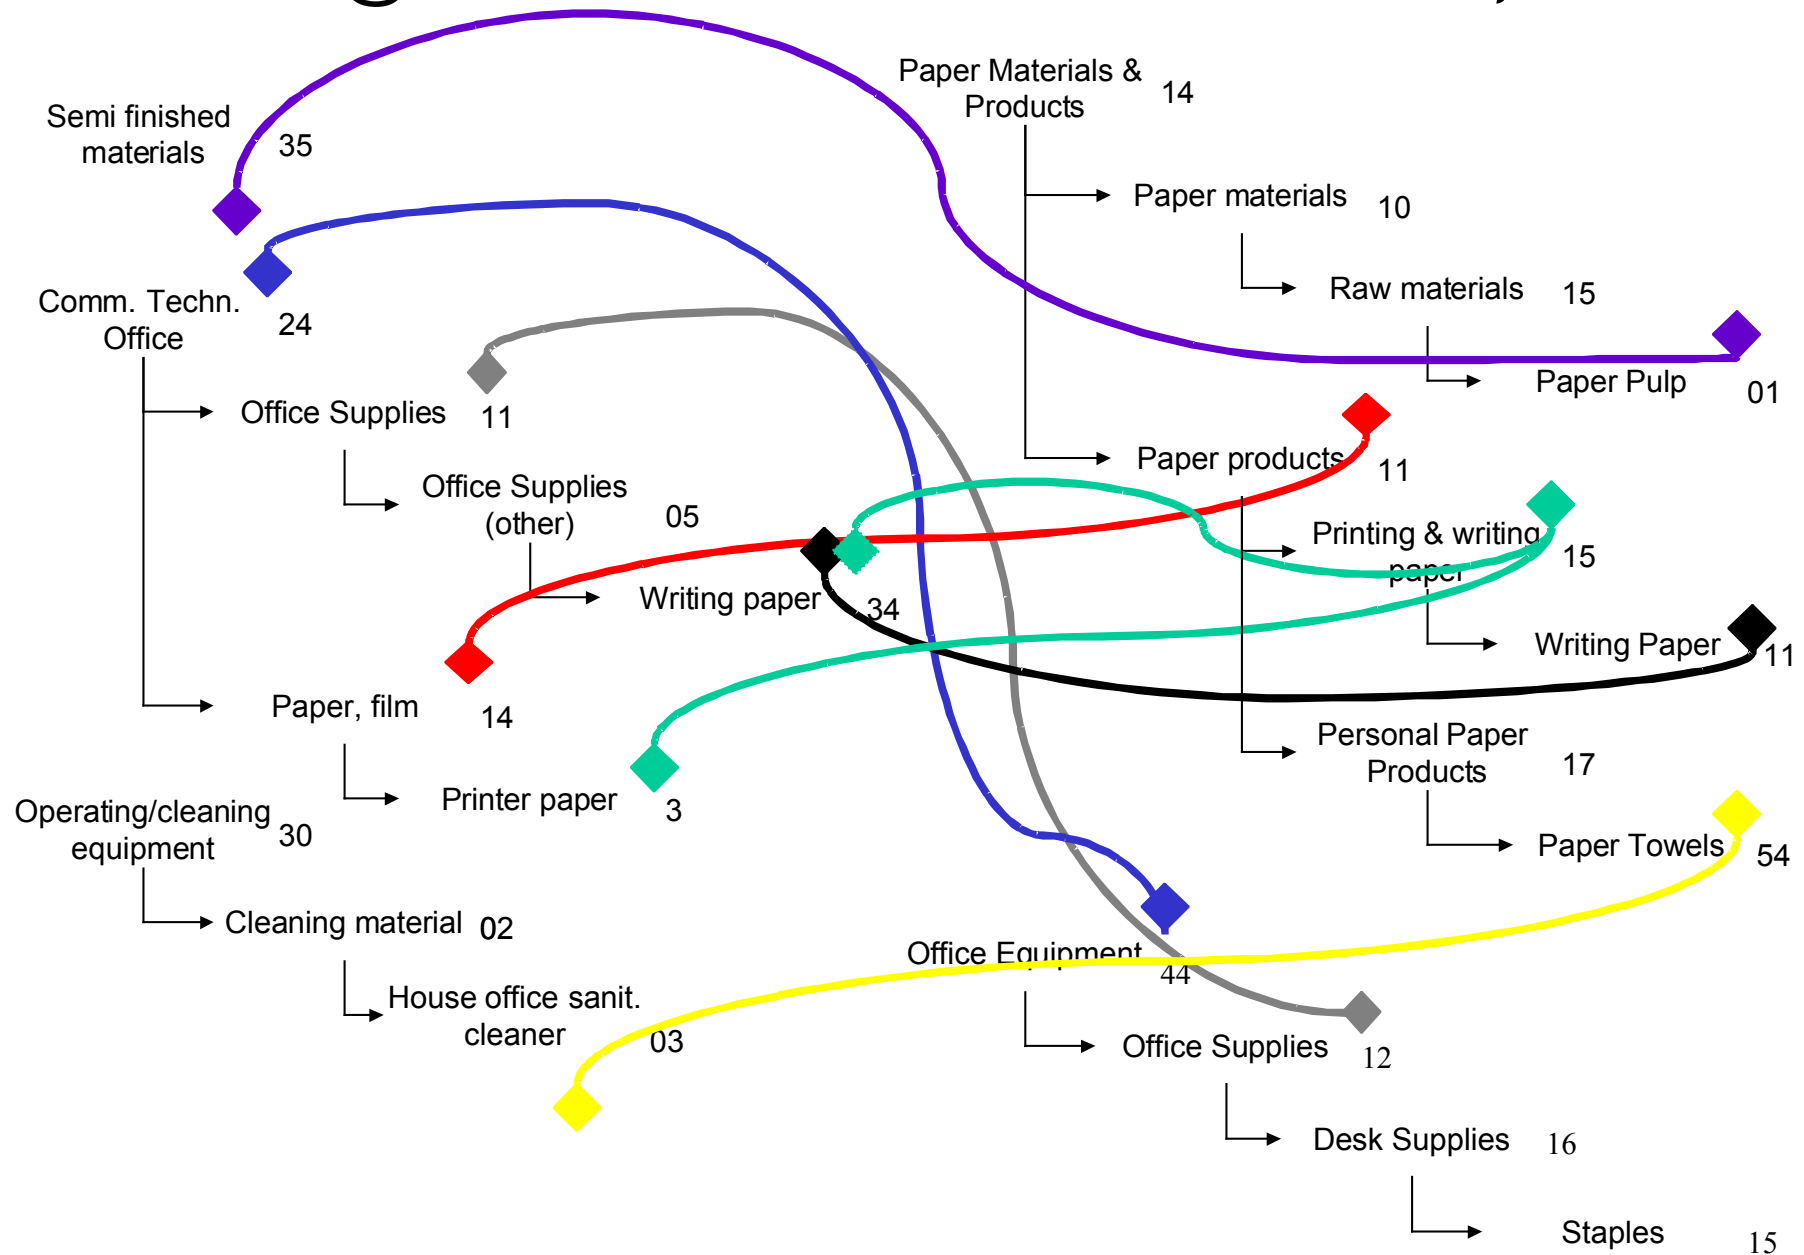 Semi finished
materials
35
Comm. Techn.
Office
24
Office Supplies
11
Office Supplies
(other)
05
Writing paper
34
Paper, film
14
Printer paper
3
Operating/cleaning
equipment
30
Cleaning material
02
House office sanit.
cleaner
03
Paper Materials &
Products
14
Paper materials
10
Raw materials
15
Paper Pulp
01
Paper products
11
Printing & writing
paper
15
Writing Paper
11
Personal Paper
Products
17
Paper Towels
54
Office Equipment
44
Office Supplies
12
Desk Supplies
16
Staples
15